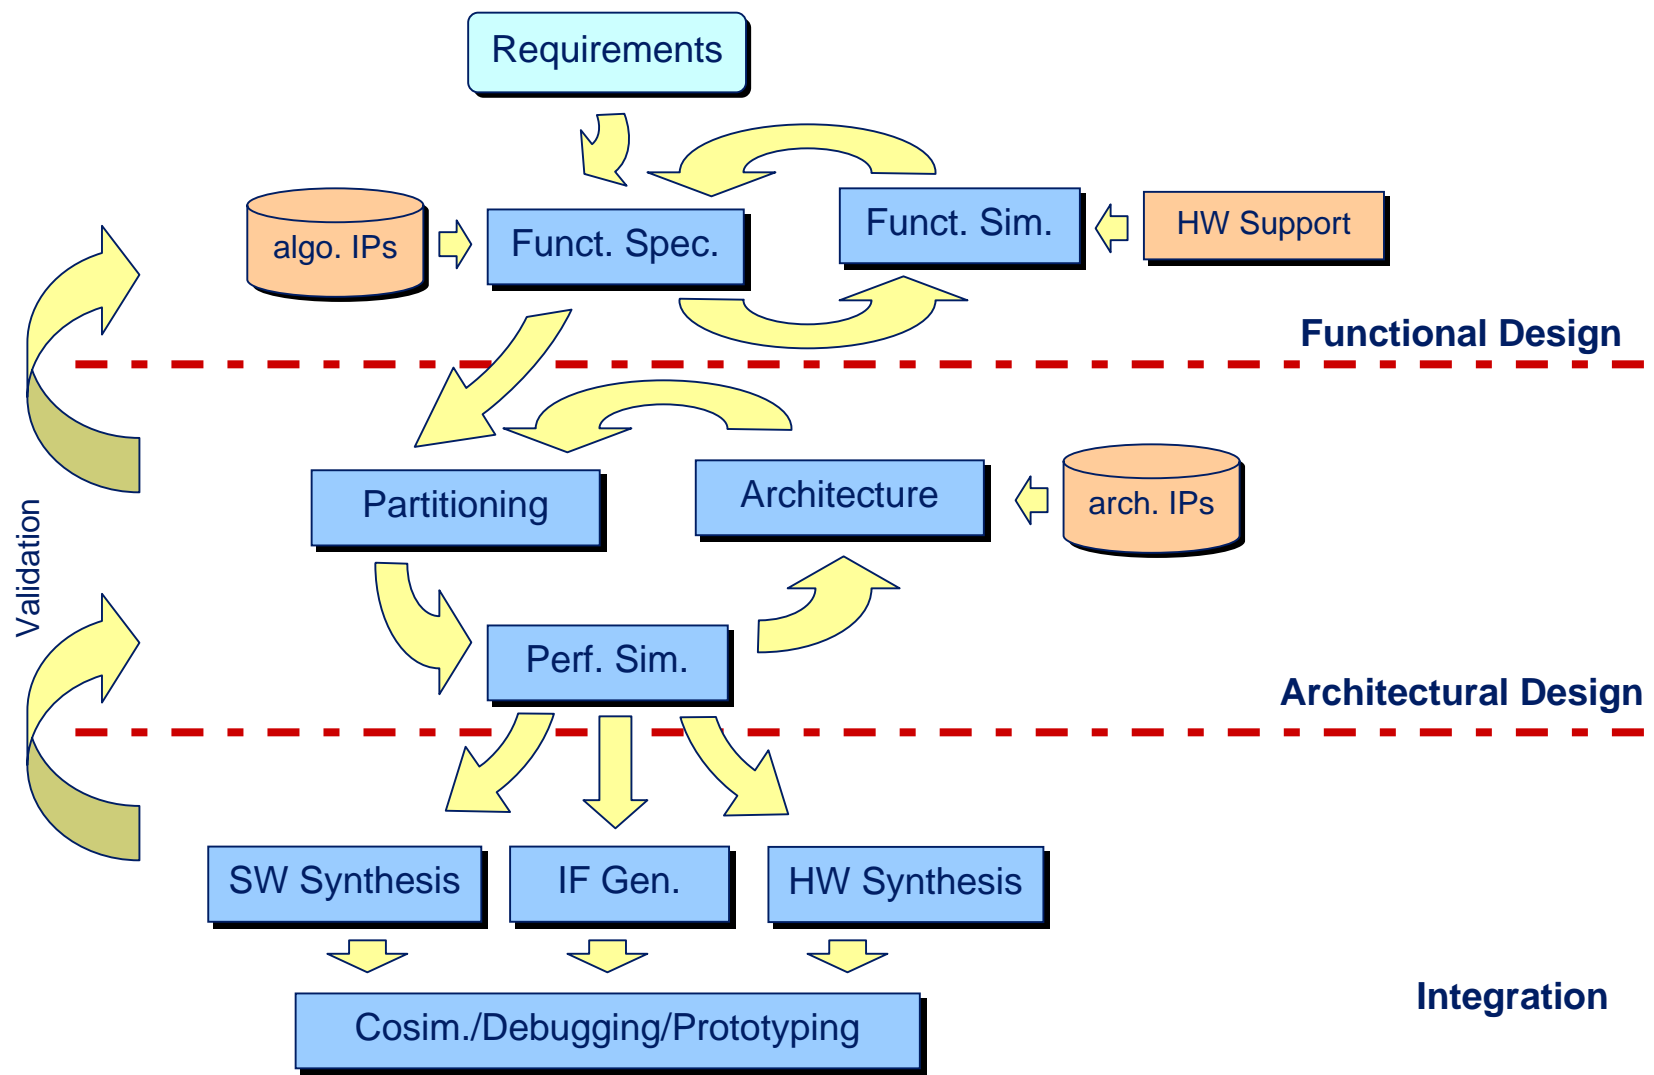 Requirements
algo. IPs
Funct. Spec.
Funct. Sim.
HW Support
Functional Design
Partitioning
Architecture
arch. IPs
Validation
Perf. Sim.
Architectural Design
SW Synthesis
IF Gen.
HW Synthesis
Integration
Cosim./Debugging/Prototyping